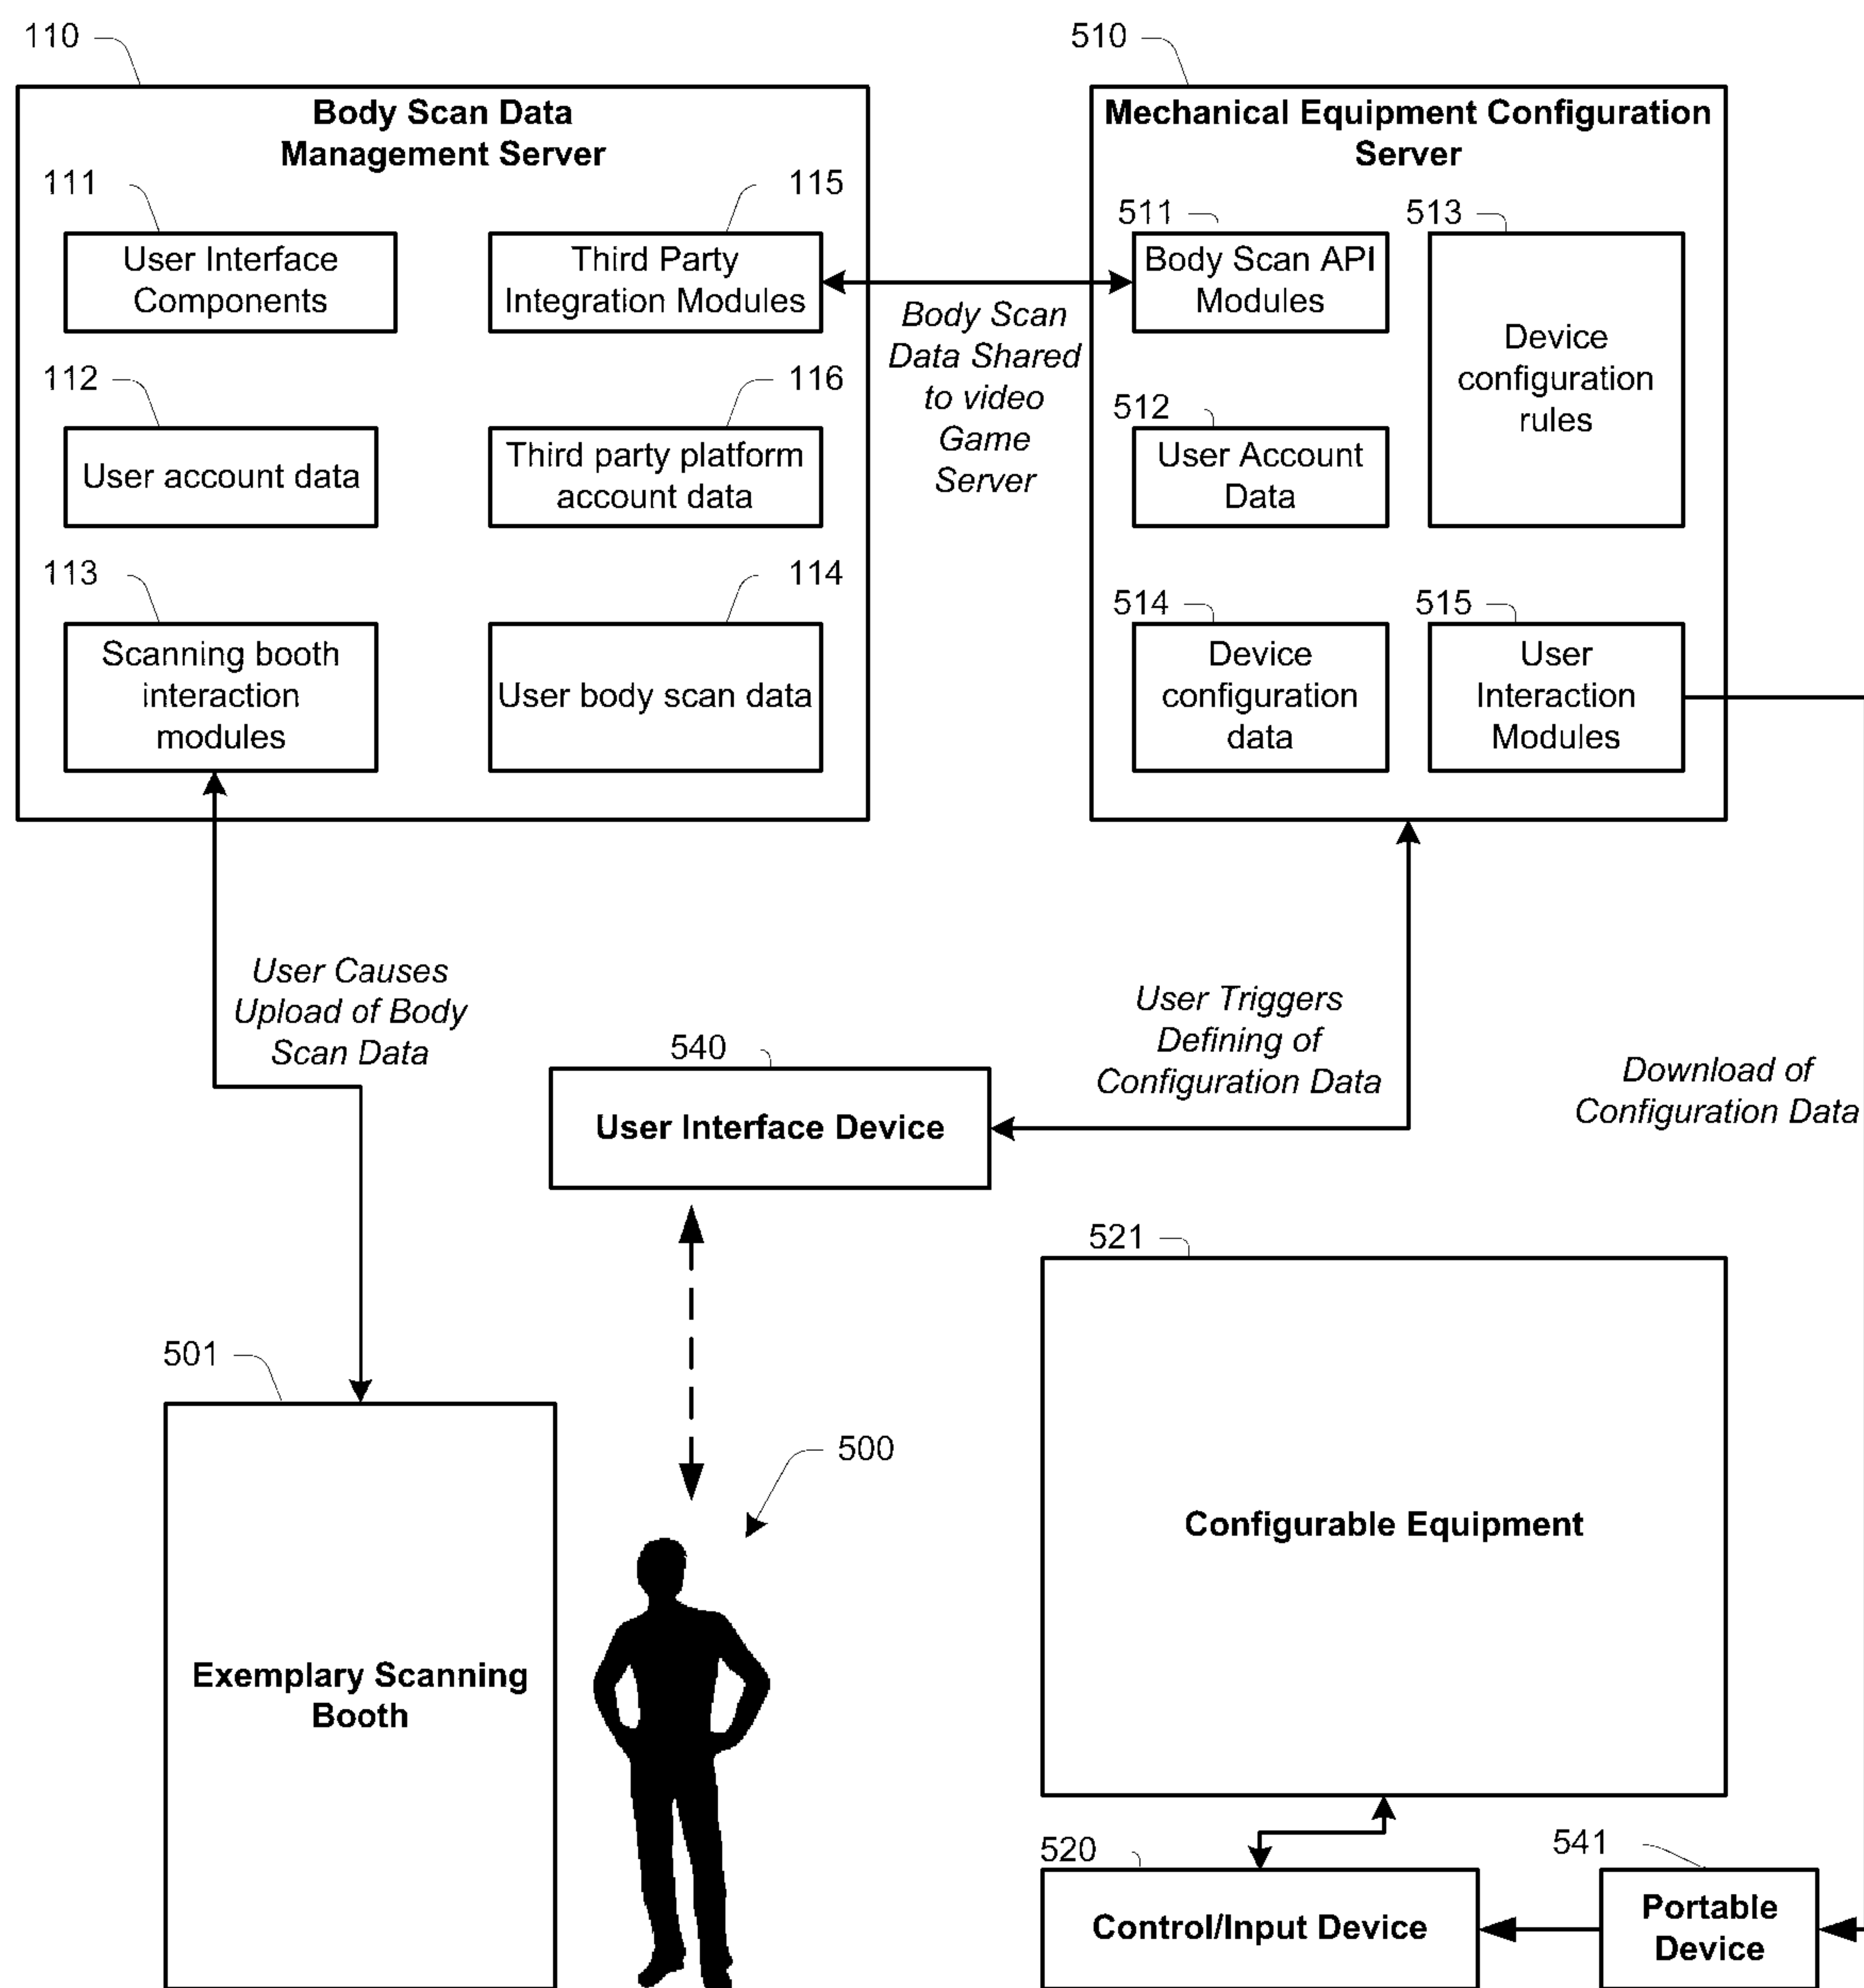 110
Body Scan Data
Management Server
111
User Interface
Components
115
Third Party
Integration Modules
112
User account data
116
Third party platform
account data
113
Scanning booth
interaction
modules
114
User body scan data
Body Scan
Data Shared
to video
Game
Server
510
Mechanical Equipment Configuration
Server
511
Body Scan API
Modules
513
Device
configuration
rules
512
User Account
Data
514
Device
configuration
data
515
User
Interaction
Modules
User Causes
Upload of Body
Scan Data
540
User Interface Device
User Triggers
Defining of
Configuration Data
Download of
Configuration Data
501
Exemplary Scanning
Booth
500
521
Configurable Equipment
520
Control/Input Device
541
Portable
Device